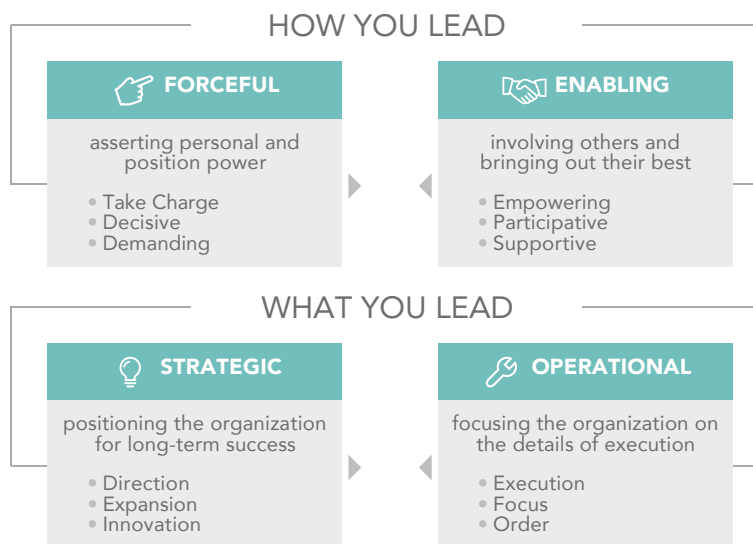 HOW YOU LEAD
FORCEFUL
asserting personal and
position power
• Take Charge
• Decisive
• Demanding
ENABLING
involving others and
bringing out their best
• Empowering
• Participative
• Supportive
WHAT YOU LEAD
STRATEGIC
positioning the organization
for long-term success
• Direction
• Expansion
• Innovation
OPERATIONAL
focusing the organization on
the details of execution
• Execution
• Focus
• Order